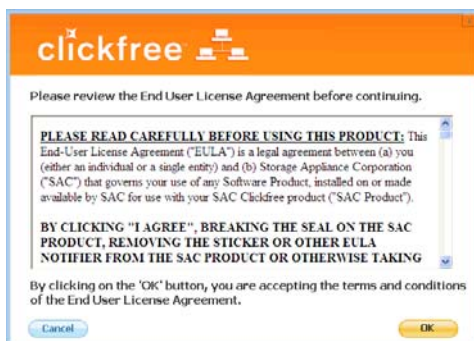 clickfree
Please review the End User License Agreement before continuing.
PLEASE READ CAREFULLY BEFORE USING THIS PRODUCT: This
End-User License Agreement ("EULA") is a legal agreement between (a) you
(either an individual or a single entity) and (b) Storage Appliance Corporation
("SAC") that governs your use of any Software Product, installed on or made
available by SAC for use with your SAC Clickfree product ("SAC Product").
BY CLICKING "I AGREE", BREAKING THE SEAL ON THE SAC
PRODUCT, REMOVING THE STICKER OR OTHER EULA
NOTIFIER FROM THE SAC PRODUCT OR OTHERWISE TAKING
By clicking on the 'OK' button, you are accepting the terms and conditions
of the End User License Agreement.
Cancel
OK